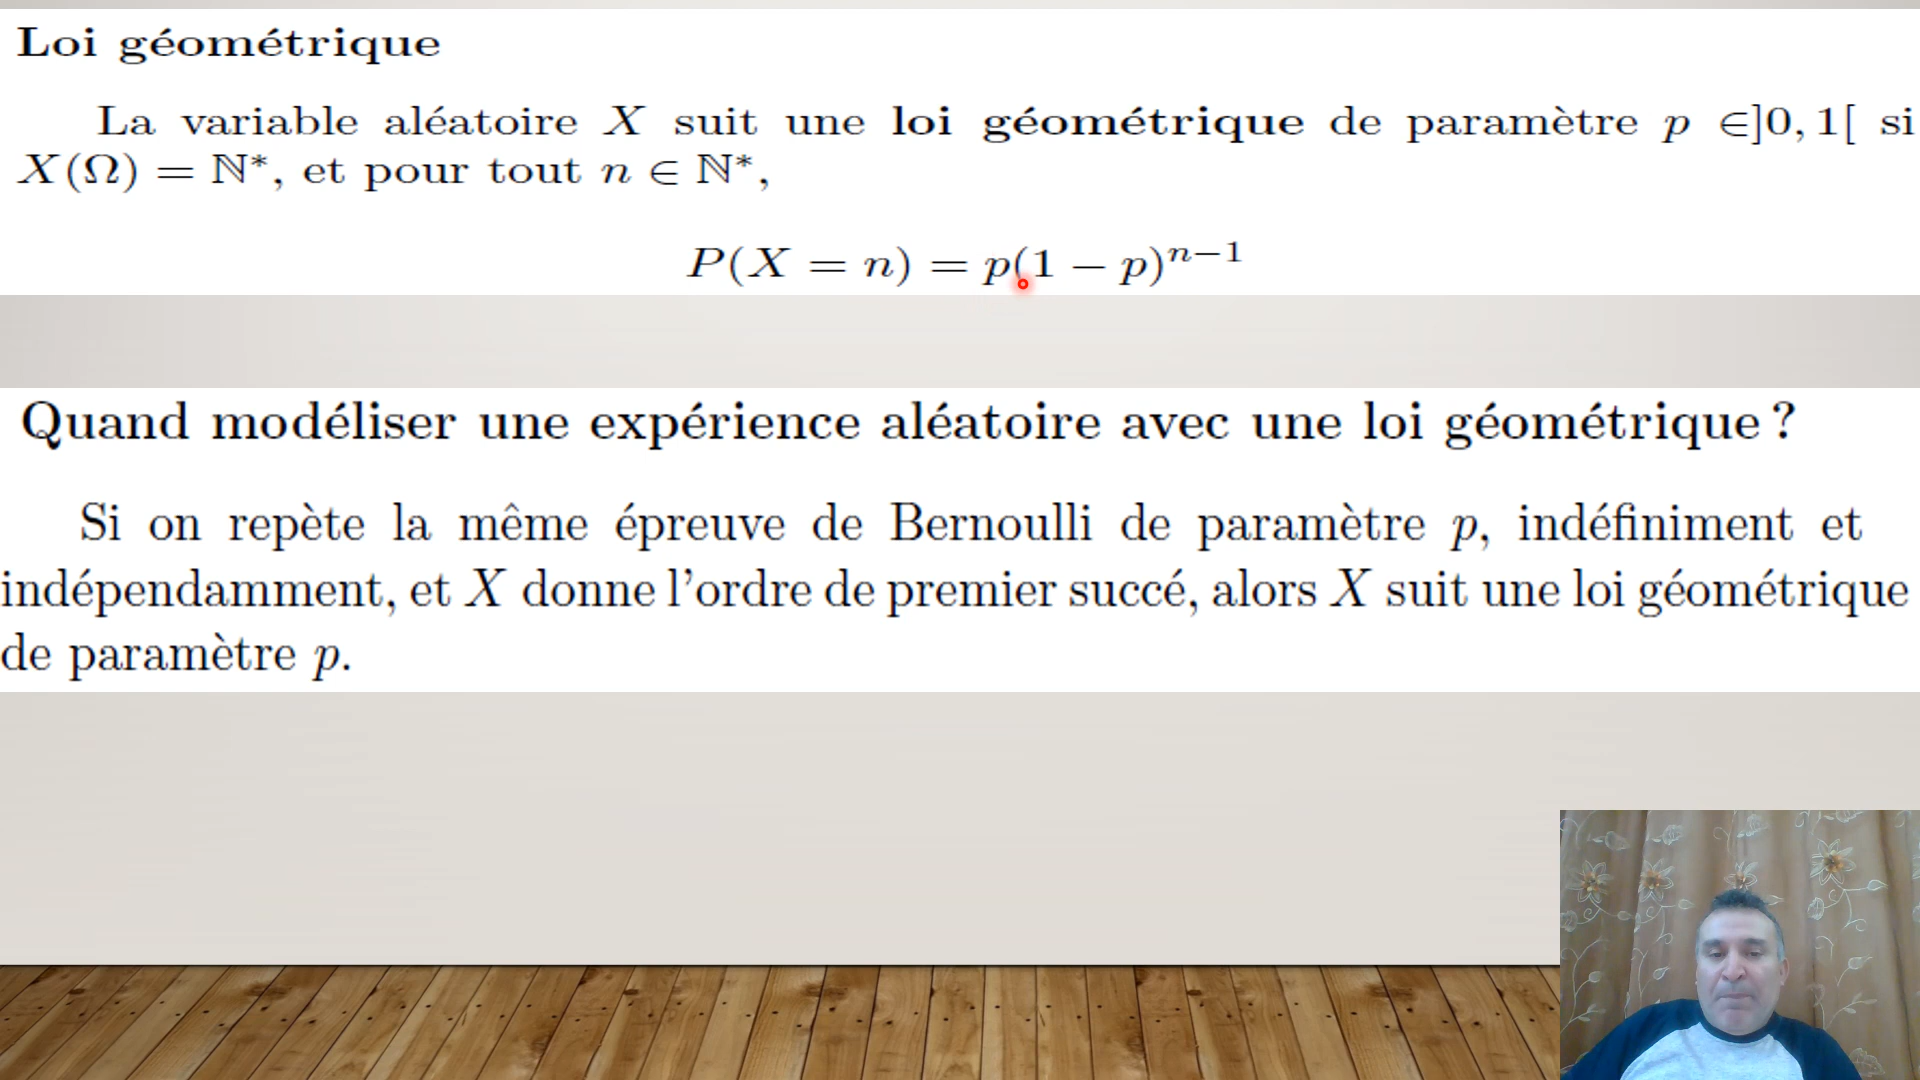 Loi géométrique
La variable aléatoire X suit une loi géométrique de paramètre p ∈]0, 1[ si
X(Ω) = ℕ*, et pour tout n ∈ ℕ*,
P(X = n) = p(1 − p)ⁿ⁻¹
Quand modéliser une expérience aléatoire avec une loi géométrique ?
Si on repète la même épreuve de Bernoulli de paramètre p, indéfiniment et
indépendamment, et X donne l'ordre de premier succé, alors X suit une loi géométrique
de paramètre p.